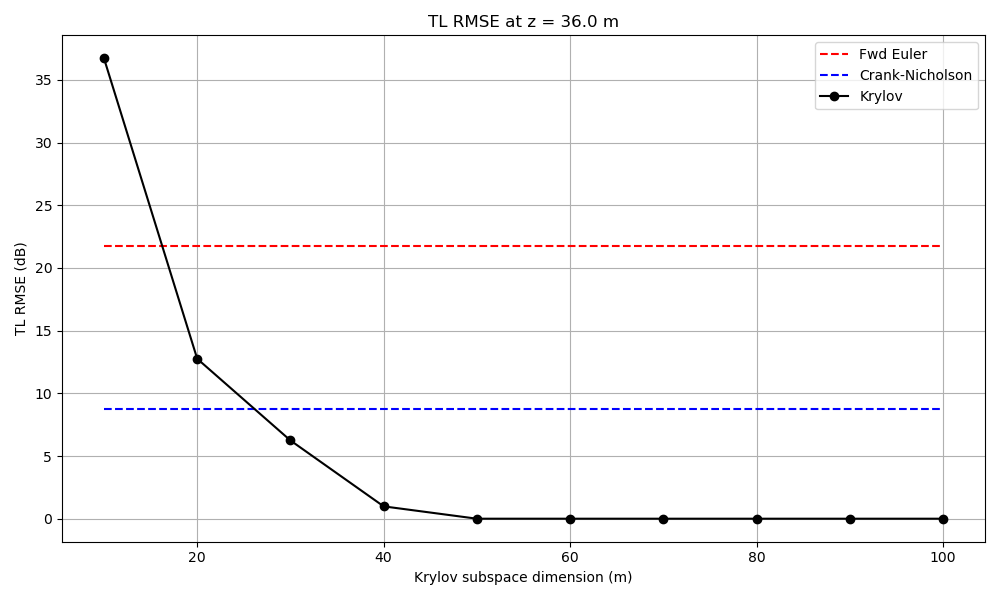 TL RMSE at z = 36.0 m
Fwd Euler
Crank-Nicholson
Krylov
TL RMSE (dB)
35
30
25
20
15
10
5
0
20
40
60
80
100
Krylov subspace dimension (m)